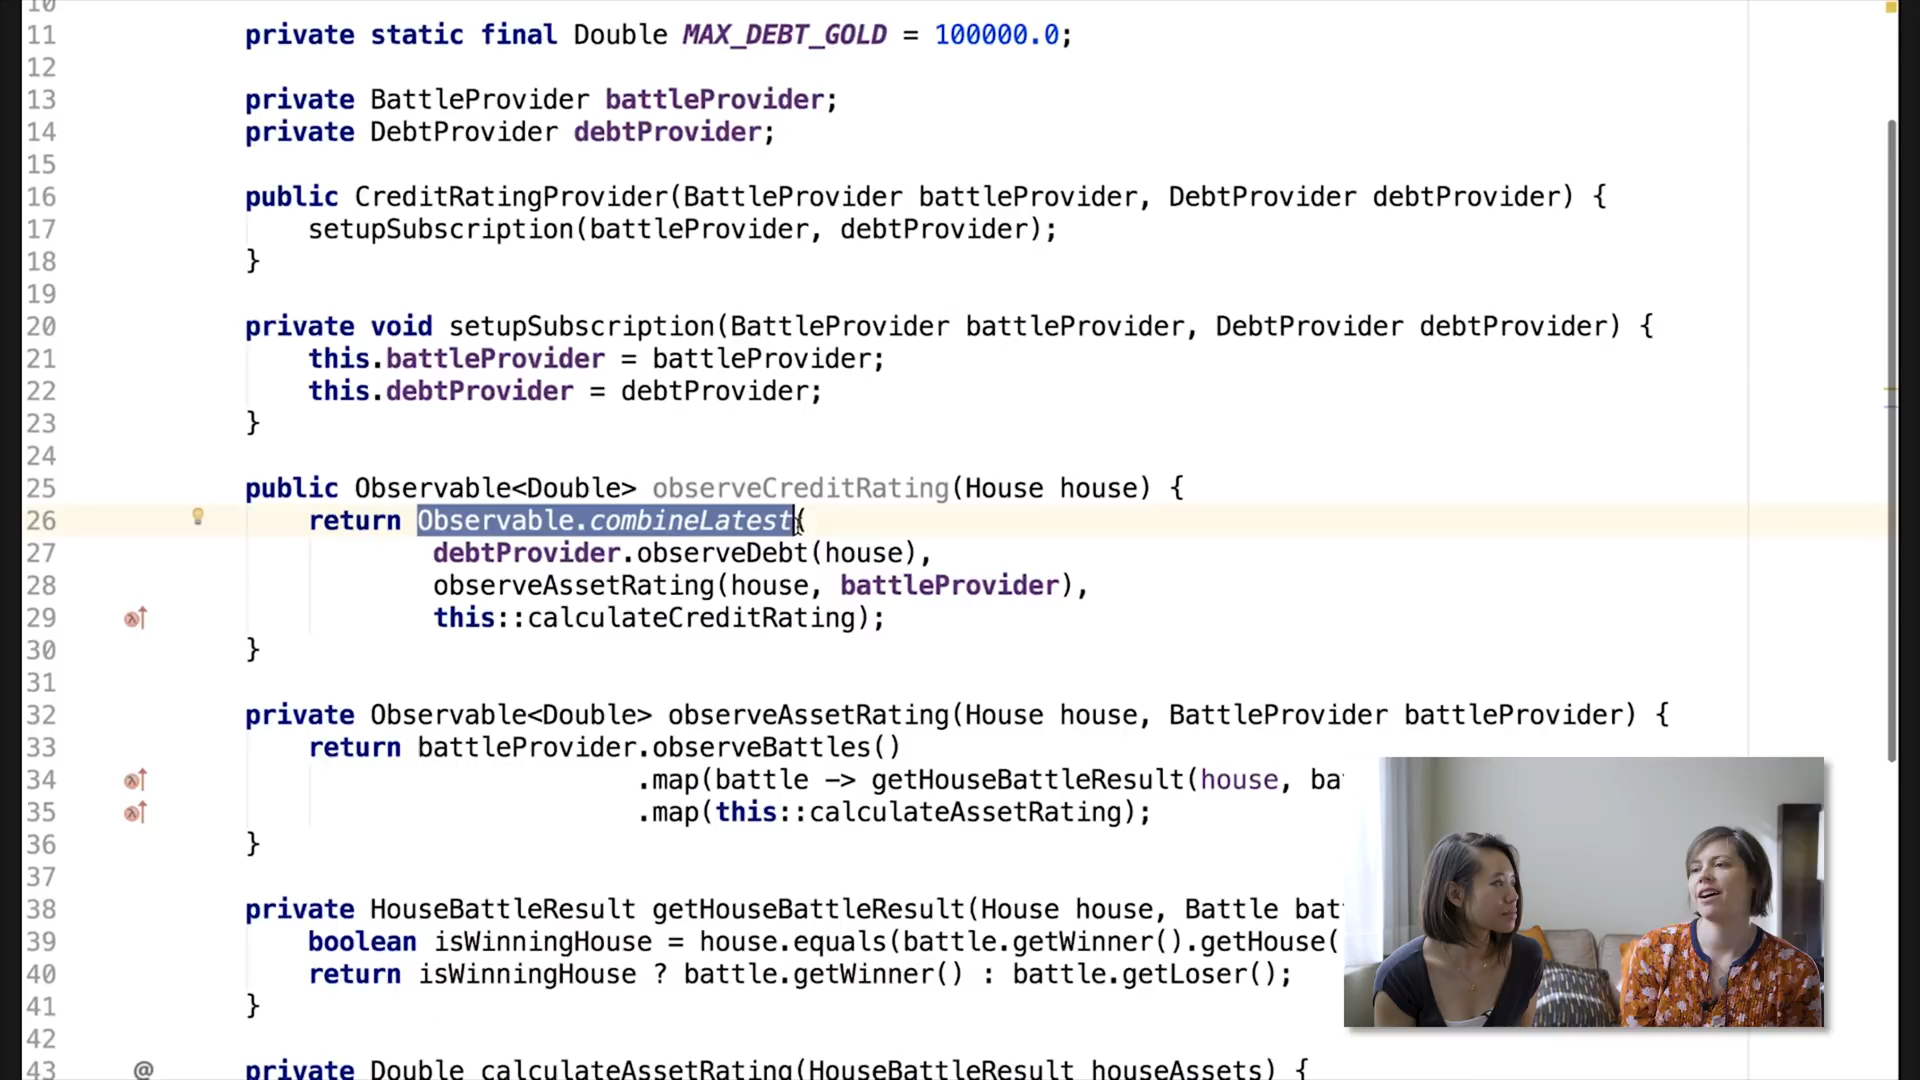 10
11 private static final Double MAX_DEBT_GOLD = 100000.0;
12
13 private BattleProvider battleProvider;
14 private DebtProvider debtProvider;
15
16 public CreditRatingProvider(BattleProvider battleProvider, DebtProvider debtProvider) {
17 setupSubscription(battleProvider, debtProvider);
18 }
19
20 private void setupSubscription(BattleProvider battleProvider, DebtProvider debtProvider) {
21 this.battleProvider = battleProvider;
22 this.debtProvider = debtProvider;
23 }
24
25 public Observable<Double> observeCreditRating(House house) {
26 return Observable.combineLatest(
27 debtProvider.observeDebt(house),
28 observeAssetRating(house, battleProvider),
29 this::calculateCreditRating);
30 }
31
32 private Observable<Double> observeAssetRating(House house, BattleProvider battleProvider) {
33 return battleProvider.observeBattles()
34 .map(battle -> getHouseBattleResult(house, ba
35 .map(this::calculateAssetRating);
36 }
37
38 private HouseBattleResult getHouseBattleResult(House house, Battle bat
39 boolean isWinningHouse = house.equals(battle.getWinner().getHouse(
40 return isWinningHouse ? battle.getWinner() : battle.getLoser();
41 }
42
43 @ private Double calculateAssetRating(HouseBattleResult houseAssets) {